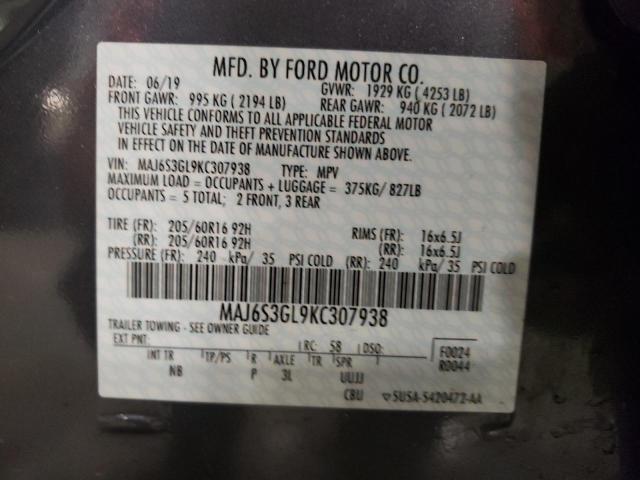 MFD. BY FORD MOTOR CO.
DATE: 06/19 GVWR: 1929 KG ( 4253 LB)
FRONT GAWR: 995 KG ( 2194 LB) REAR GAWR: 940 KG ( 2072 LB)
THIS VEHICLE CONFORMS TO ALL APPLICABLE FEDERAL MOTOR
VEHICLE SAFETY AND THEFT PREVENTION STANDARDS
IN EFFECT ON THE DATE OF MANUFACTURE SHOWN ABOVE.
VIN: MAJ6S3GL9KC307938 TYPE: MPV
MAXIMUM LOAD = OCCUPANTS + LUGGAGE = 375KG/ 827LB
OCCUPANTS = 5 TOTAL; 2 FRONT, 3 REAR
TIRE (FR): 205/60R16 92H RIMS (FR): 16x6.5J
(RR): 205/60R16 92H (RR): 16x6.5J
PRESSURE (FR): 240 kPa/ 35 PSI COLD (RR): 240 kPa/ 35 PSI COLD
MAJ6S3GL9KC307938
TRAILER TOWING - SEE OWNER GUIDE
EXT PNT: RC: 58 DSO: F0024
INT TR TP/PS R AXLE TR SPR R0044
NB P 3L UUJJ
CBU 5USA-5420472-AA